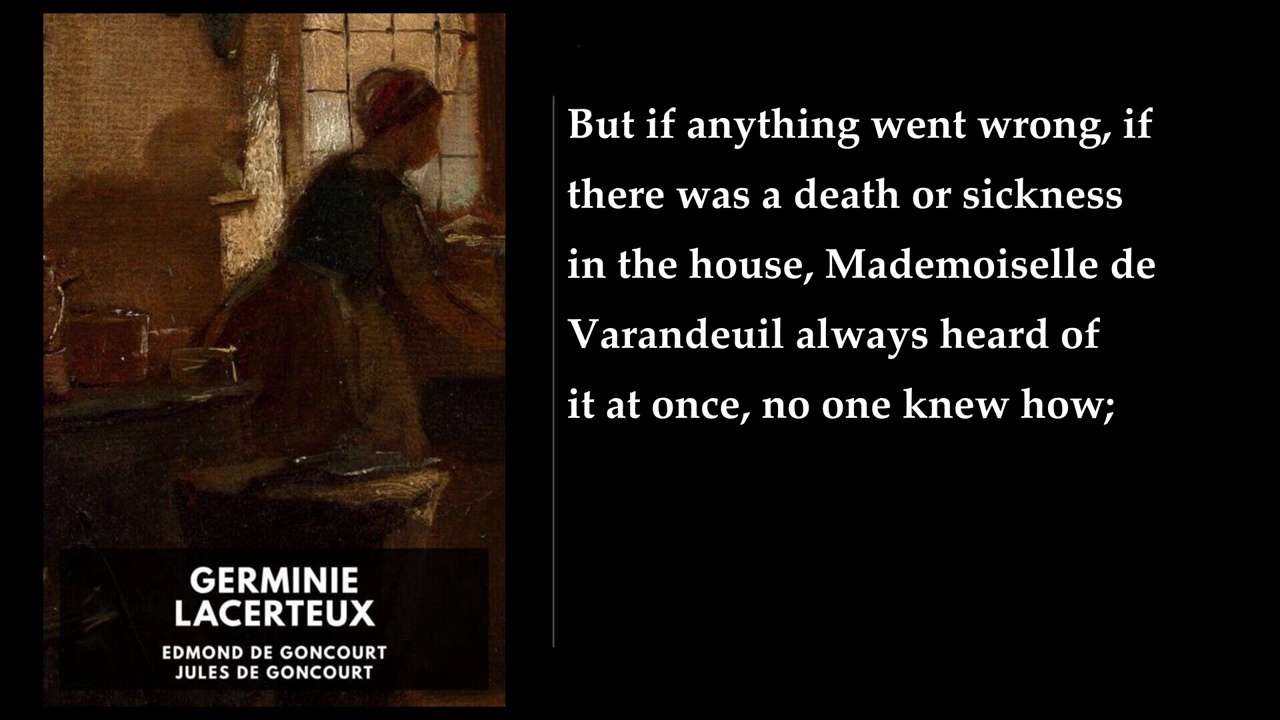 GERMINIE
LACERTEUX
EDMOND DE GONCOURT
JULES DE GONCOURT
But if anything went wrong, if
there was a death or sickness
in the house, Mademoiselle de
Varandeuil always heard of
it at once, no one knew how;